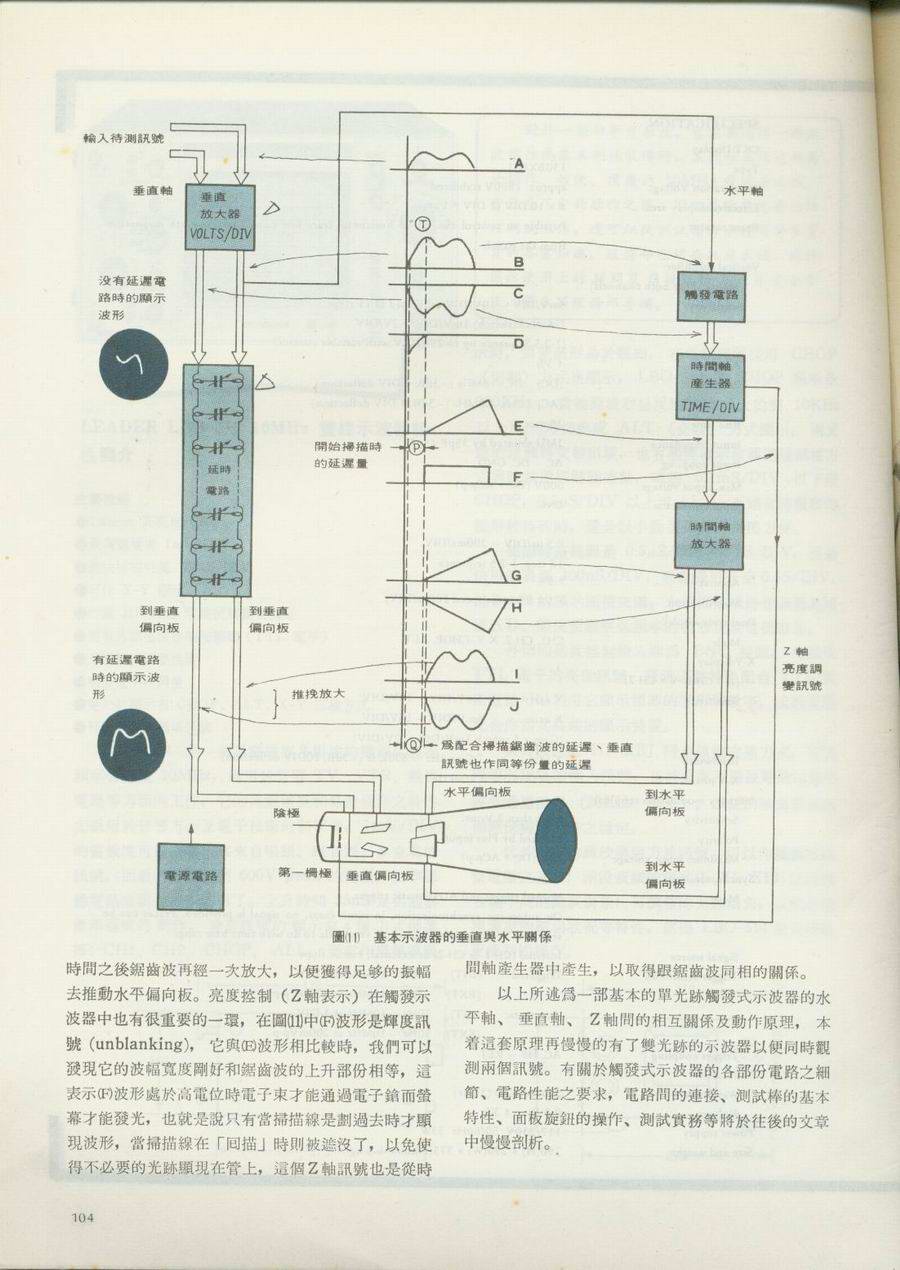 輸入待測訊號
垂直軸
垂直
放大器
VOLTS/DIV
没有延遲電
路時的顯示
波形
延時
電路
到垂直
偏向板
到垂直
偏向板
有延遲電路
時的顯示波
形
推挽放大
A
T
B
C
D
E
開始掃描時
的延遲量
P
F
G
H
I
J
Q
爲配合掃描鋸齒波的延遲、垂直
訊號也作同等份量的延遲
水平軸
觸發電路
時間軸
產生器
TIME/DIV
時間軸
放大器
Z軸
亮度調
變訊號
到水平
偏向板
水平偏向板
陰極
第一柵極
垂直偏向板
到水平
偏向板
電源電路
圖(11) 基本示波器的垂直與水平關係
時間之後鋸齒波再經一次放大，以便獲得足够的振幅
去推動水平偏向板。亮度控制（Z軸表示）在觸發示
波器中也有很重要的一環，在圖(11)中(F)波形是輝度訊
號（unblanking），它與(E)波形相比較時，我們可以
發現它的波幅寬度剛好和鋸齒波的上升部份相等，這
表示(F)波形處於高電位時電子束才能通過電子鎗而螢
幕才能發光，也就是說只有當掃描線是劃過去時才顯
現波形，當掃描線在「回描」時則被遮沒了，以免使
得不必要的光跡顯現在管上，這個Z軸訊號也是從時
間軸產生器中產生，以取得跟鋸齒波同相的關係。
以上所述爲一部基本的單光跡觸發式示波器的水
平軸、垂直軸、Z軸間的相互關係及動作原理，本
着這套原理再慢慢的有了雙光跡的示波器以便同時觀
測兩個訊號。有關於觸發式示波器的各部份電路之細
節、電路性能之要求，電路間的連接、測試棒的基本
特性、面板旋鈕的操作、測試實務等將於往後的文章
中慢慢剖析。
104